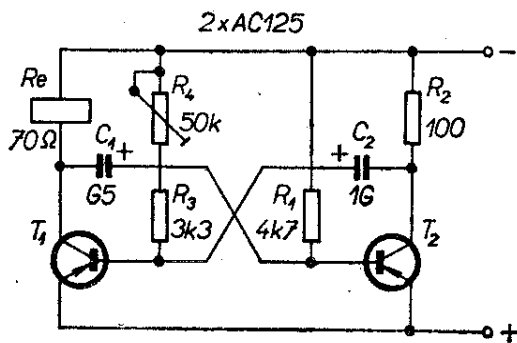 2xAC125
−
Re
70Ω
R4
50k
R2
100
C1
+
G5
C2
+
1G
R3
3k3
R1
4k7
T1
T2
+